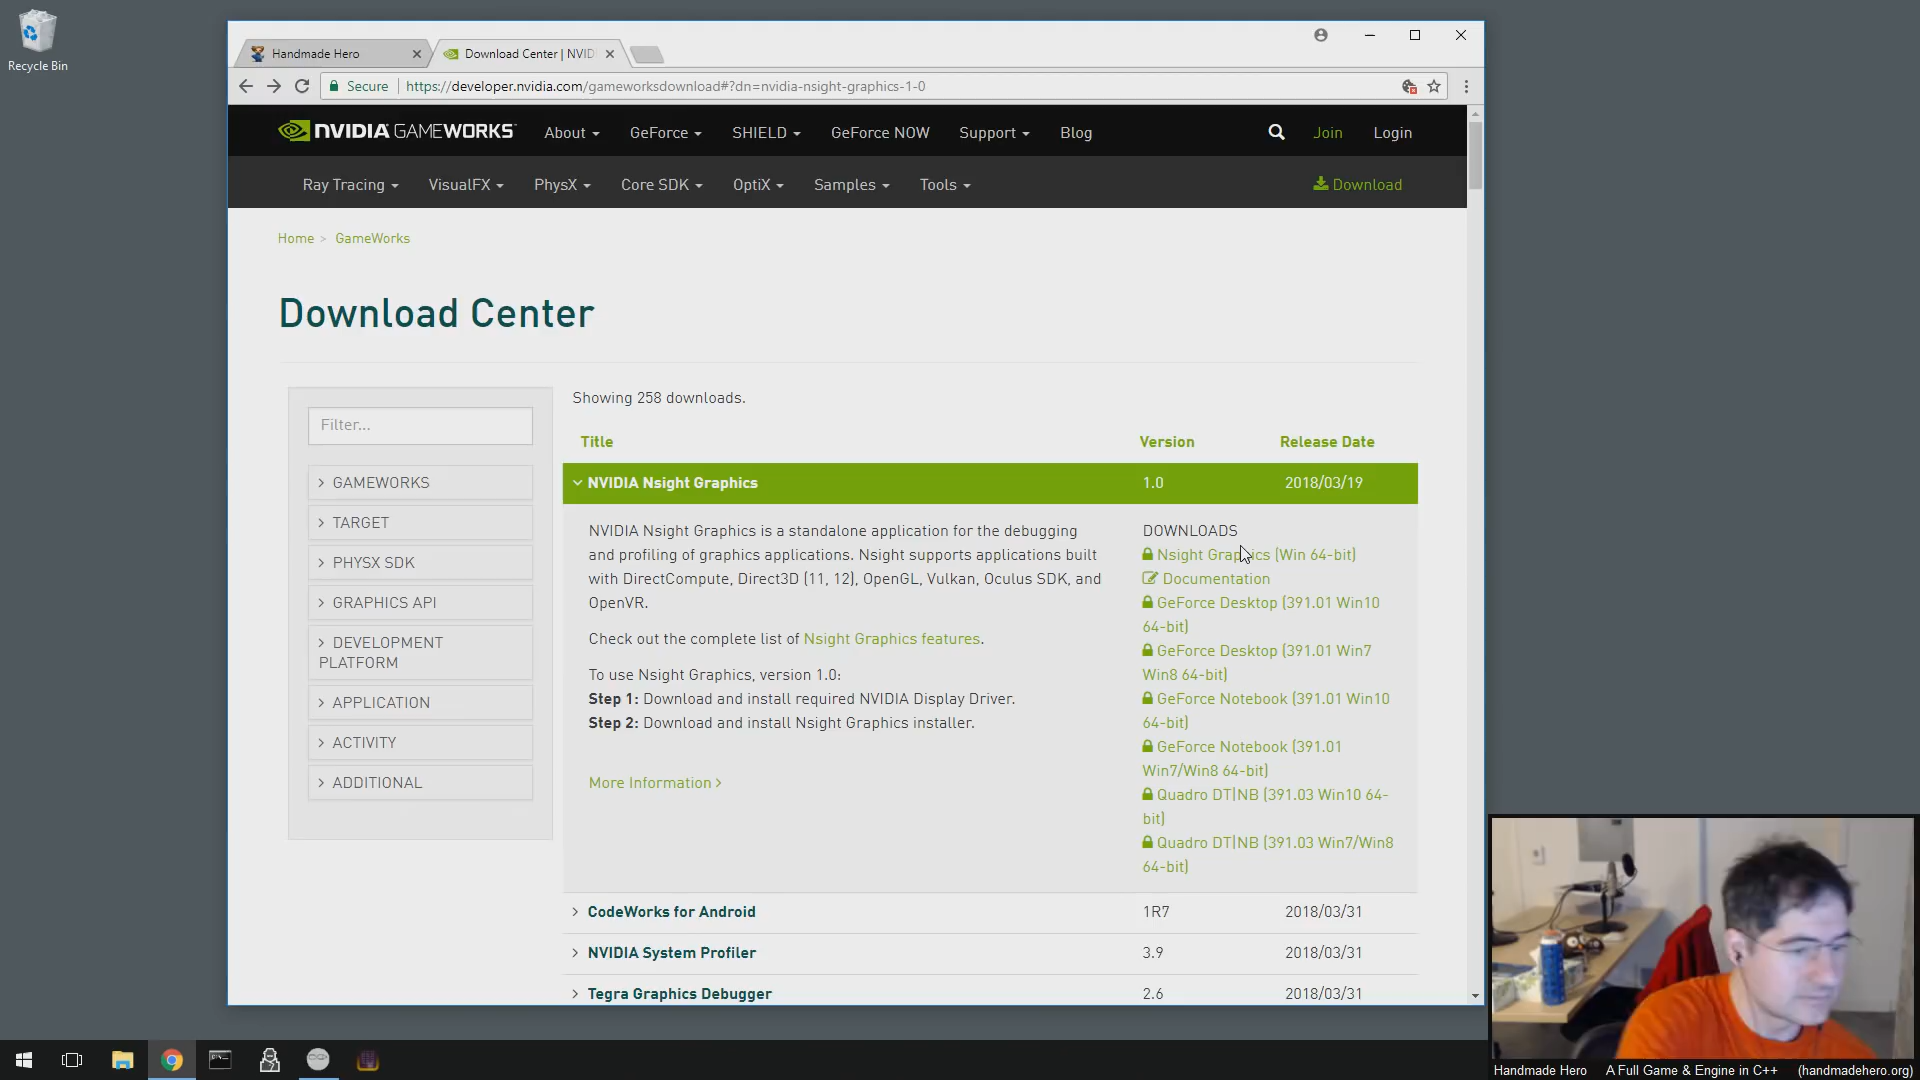 Recycle Bin
Handmade Hero
Download Center | NVID
Secure
https://developer.nvidia.com/gameworksdownload#?dn=nvidia-nsight-graphics-1-0
NVIDIA GAMEWORKS
About
GeForce
SHIELD
GeForce NOW
Support
Blog
Join
Login
Ray Tracing
VisualFX
PhysX
Core SDK
OptiX
Samples
Tools
Download
Home > GameWorks
Download Center
Filter...
GAMEWORKS
TARGET
PHYSX SDK
GRAPHICS API
DEVELOPMENT
PLATFORM
APPLICATION
ACTIVITY
ADDITIONAL
Showing 258 downloads.
Title Version Release Date
NVIDIA Nsight Graphics 1.0 2018/03/19
NVIDIA Nsight Graphics is a standalone application for the debugging
and profiling of graphics applications. Nsight supports applications built
with DirectCompute, Direct3D (11, 12), OpenGL, Vulkan, Oculus SDK, and
OpenVR.
Check out the complete list of Nsight Graphics features.
To use Nsight Graphics, version 1.0:
Step 1: Download and install required NVIDIA Display Driver.
Step 2: Download and install Nsight Graphics installer.
More Information >
DOWNLOADS
Nsight Graphics (Win 64-bit)
Documentation
GeForce Desktop (391.01 Win10
64-bit)
GeForce Desktop (391.01 Win7
Win8 64-bit)
GeForce Notebook (391.01 Win10
64-bit)
GeForce Notebook (391.01
Win7/Win8 64-bit)
Quadro DT|NB (391.03 Win10 64-
bit)
Quadro DT|NB (391.03 Win7/Win8
64-bit)
CodeWorks for Android 1R7 2018/03/31
NVIDIA System Profiler 3.9 2018/03/31
Tegra Graphics Debugger 2.6 2018/03/31
Handmade Hero A Full Game & Engine in C++ (handmadehero.org)